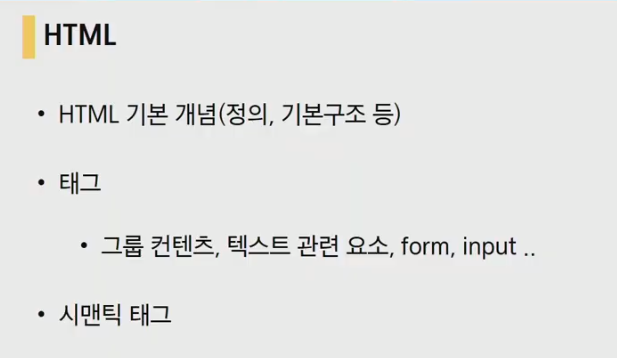 HTML
• HTML 기본 개념(정의, 기본구조 등)
• 태그
• 그룹 컨텐츠, 텍스트 관련 요소, form, input ..
• 시맨틱 태그